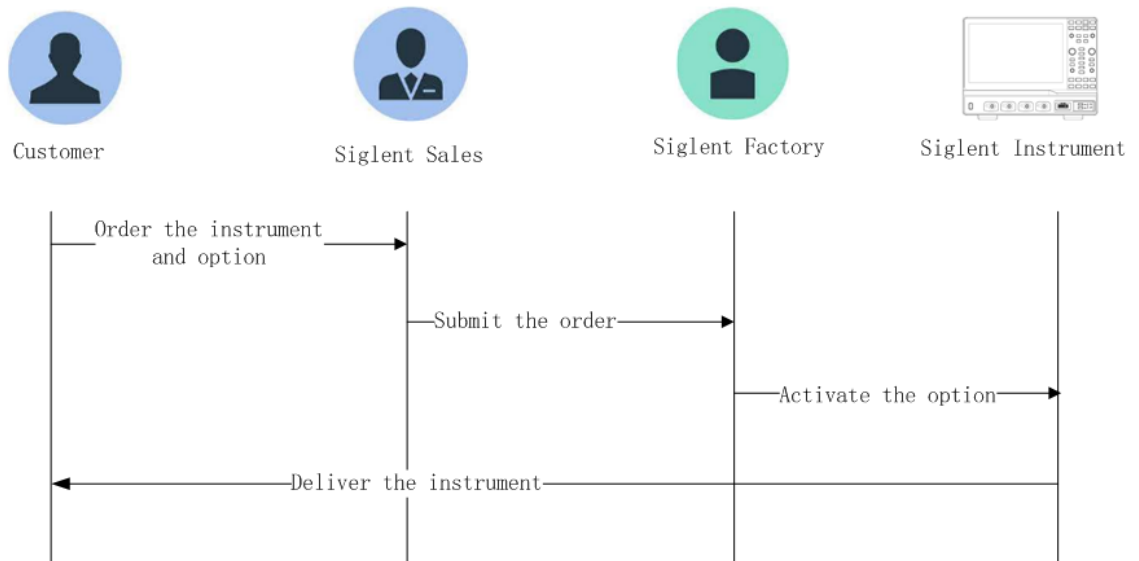 Customer
Siglent Sales
Siglent Factory
Siglent Instrument
Order the instrument
and option
Submit the order
Activate the option
Deliver the instrument